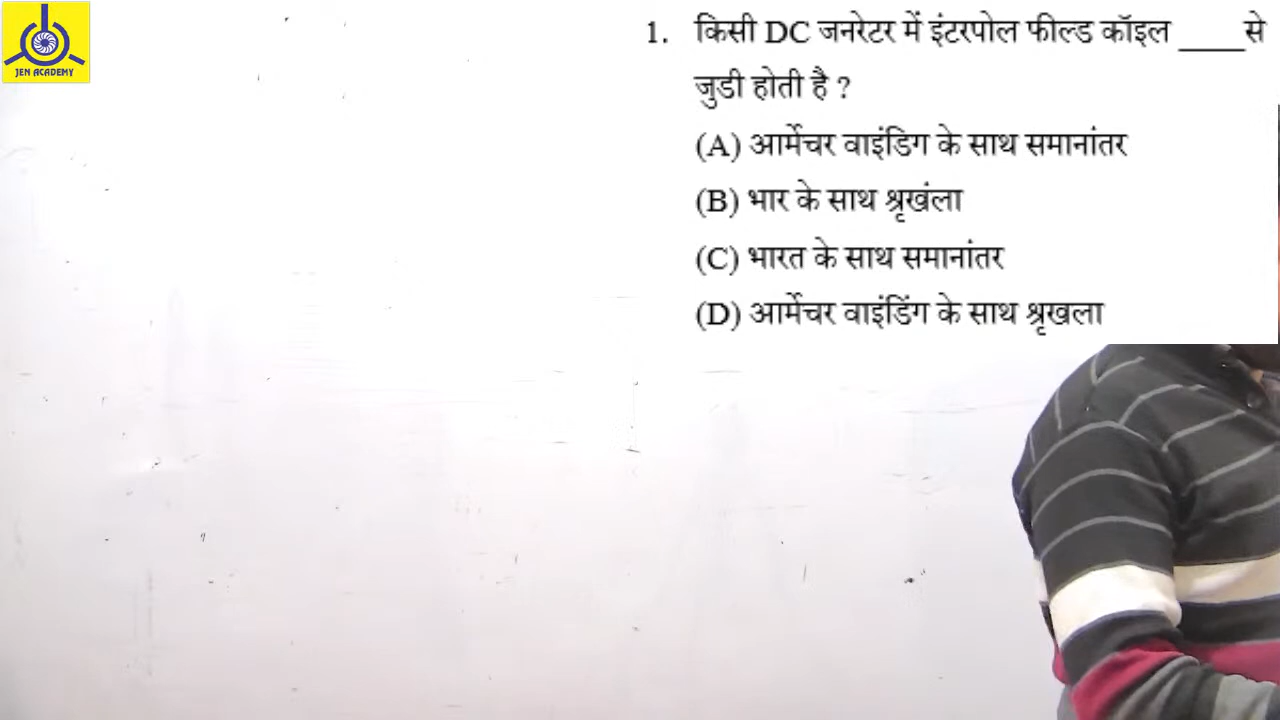 JEN ACADEMY
1. किसी DC जनरेटर में इंटरपोल फील्ड कॉइल ____से
जुडी होती है ?
(A) आर्मेचर वाइंडिग के साथ समानांतर
(B) भार के साथ श्रृखंला
(C) भारत के साथ समानांतर
(D) आर्मेचर वाइंडिंग के साथ श्रृखला